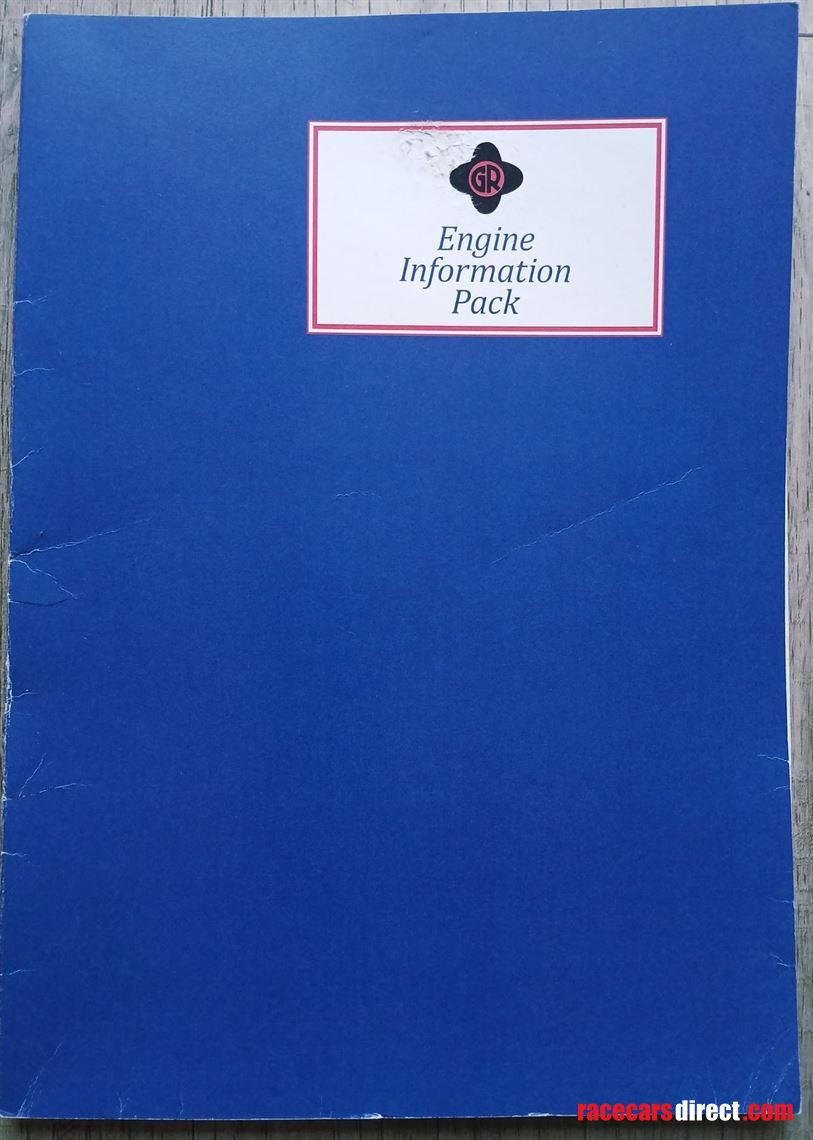 GR
Engine
Information
Pack
racecarsdirect.com